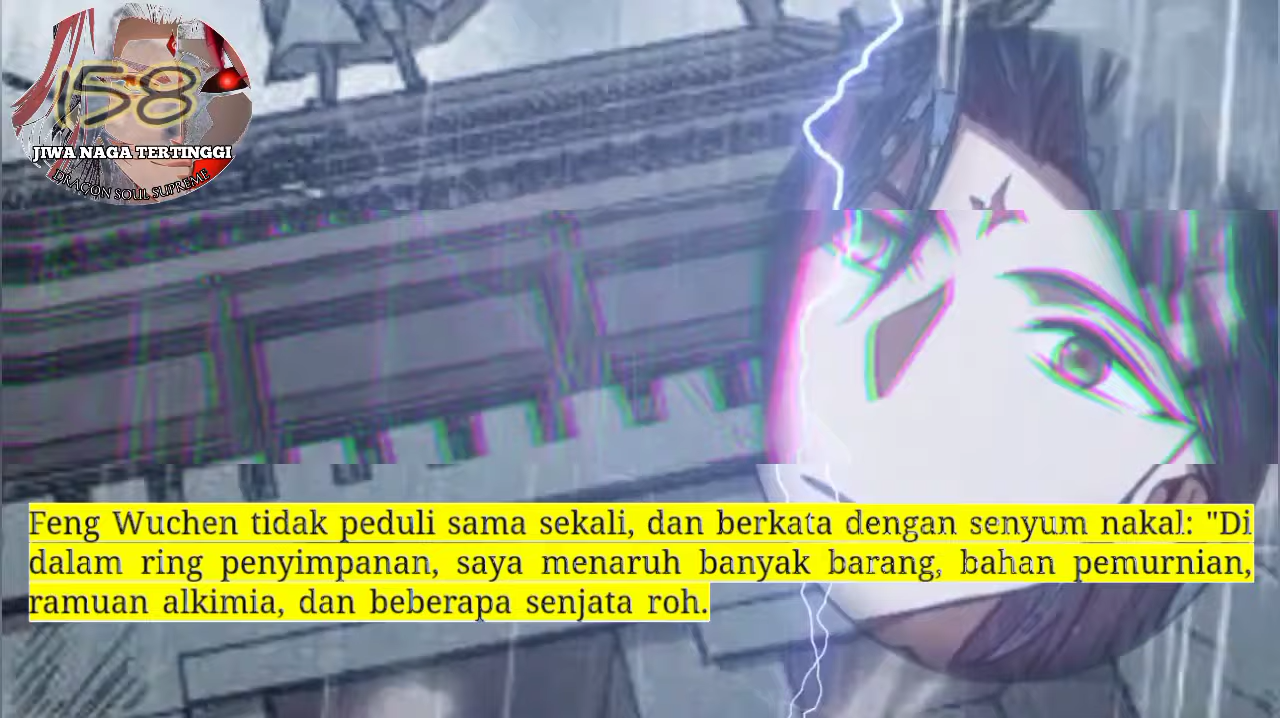 158
JIWA NAGA TERTINGGI
DRAGON SOUL SUPREME
Feng Wuchen tidak peduli sama sekali, dan berkata dengan senyum nakal: "Di
dalam ring penyimpanan, saya menaruh banyak barang, bahan pemurnian,
ramuan alkimia, dan beberapa senjata roh.